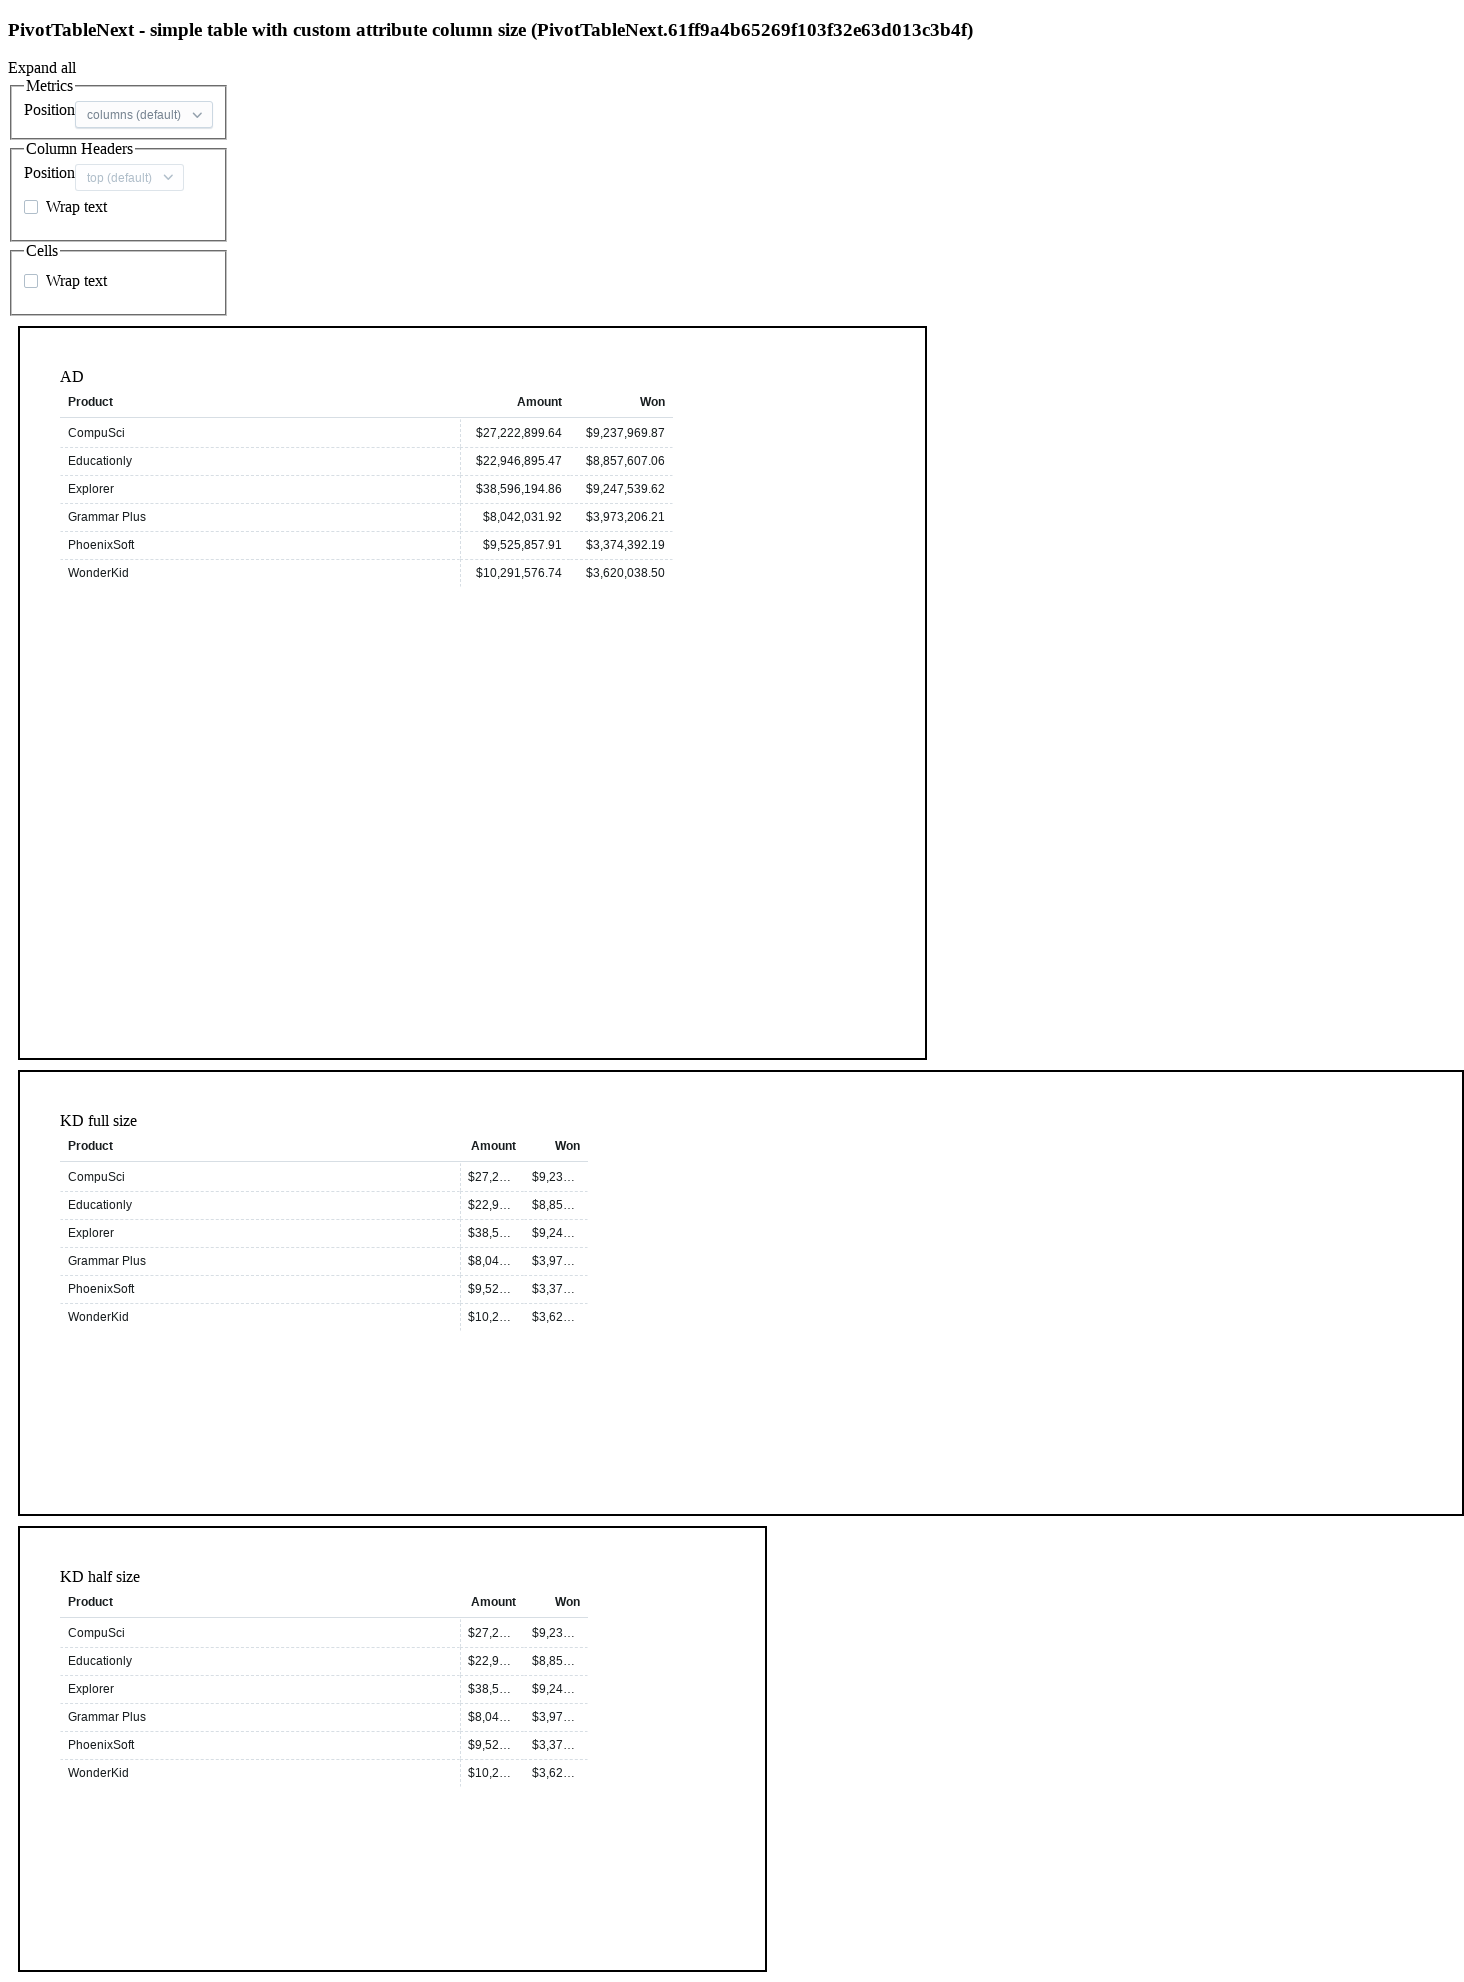 PivotTableNext - simple table with custom attribute column size (PivotTableNext.61ff9a4b65269f103f32e63d013c3b4f)
Expand all
Metrics
Position columns (default)
Column Headers
Position top (default)
Wrap text
Cells
Wrap text
AD
Product Amount Won
CompuSci $27,222,899.64 $9,237,969.87
Educationly $22,946,895.47 $8,857,607.06
Explorer $38,596,194.86 $9,247,539.62
Grammar Plus $8,042,031.92 $3,973,206.21
PhoenixSoft $9,525,857.91 $3,374,392.19
WonderKid $10,291,576.74 $3,620,038.50
KD full size
Product Amount Won
CompuSci $27,2… $9,23…
Educationly $22,9… $8,85…
Explorer $38,5… $9,24…
Grammar Plus $8,04… $3,97…
PhoenixSoft $9,52… $3,37…
WonderKid $10,2… $3,62…
KD half size
Product Amount Won
CompuSci $27,2… $9,23…
Educationly $22,9… $8,85…
Explorer $38,5… $9,24…
Grammar Plus $8,04… $3,97…
PhoenixSoft $9,52… $3,37…
WonderKid $10,2… $3,62…